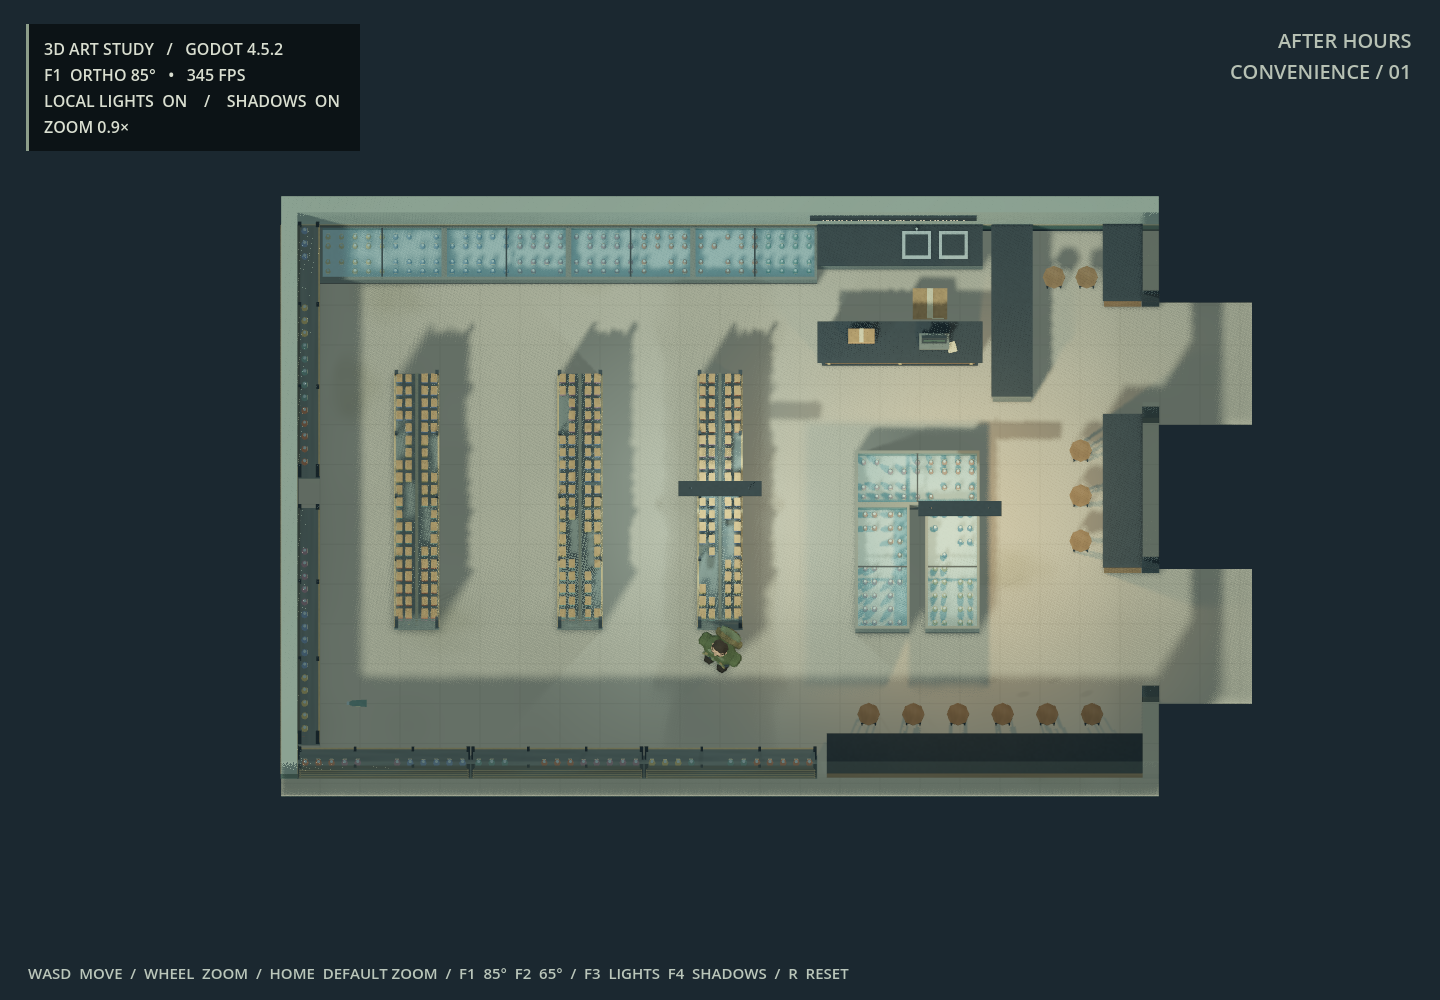 3D ART STUDY / GODOT 4.5.2
F1 ORTHO 85° • 345 FPS
LOCAL LIGHTS ON / SHADOWS ON
ZOOM 0.9×
AFTER HOURS
CONVENIENCE / 01
WASD MOVE / WHEEL ZOOM / HOME DEFAULT ZOOM / F1 85° F2 65° / F3 LIGHTS F4 SHADOWS / R RESET